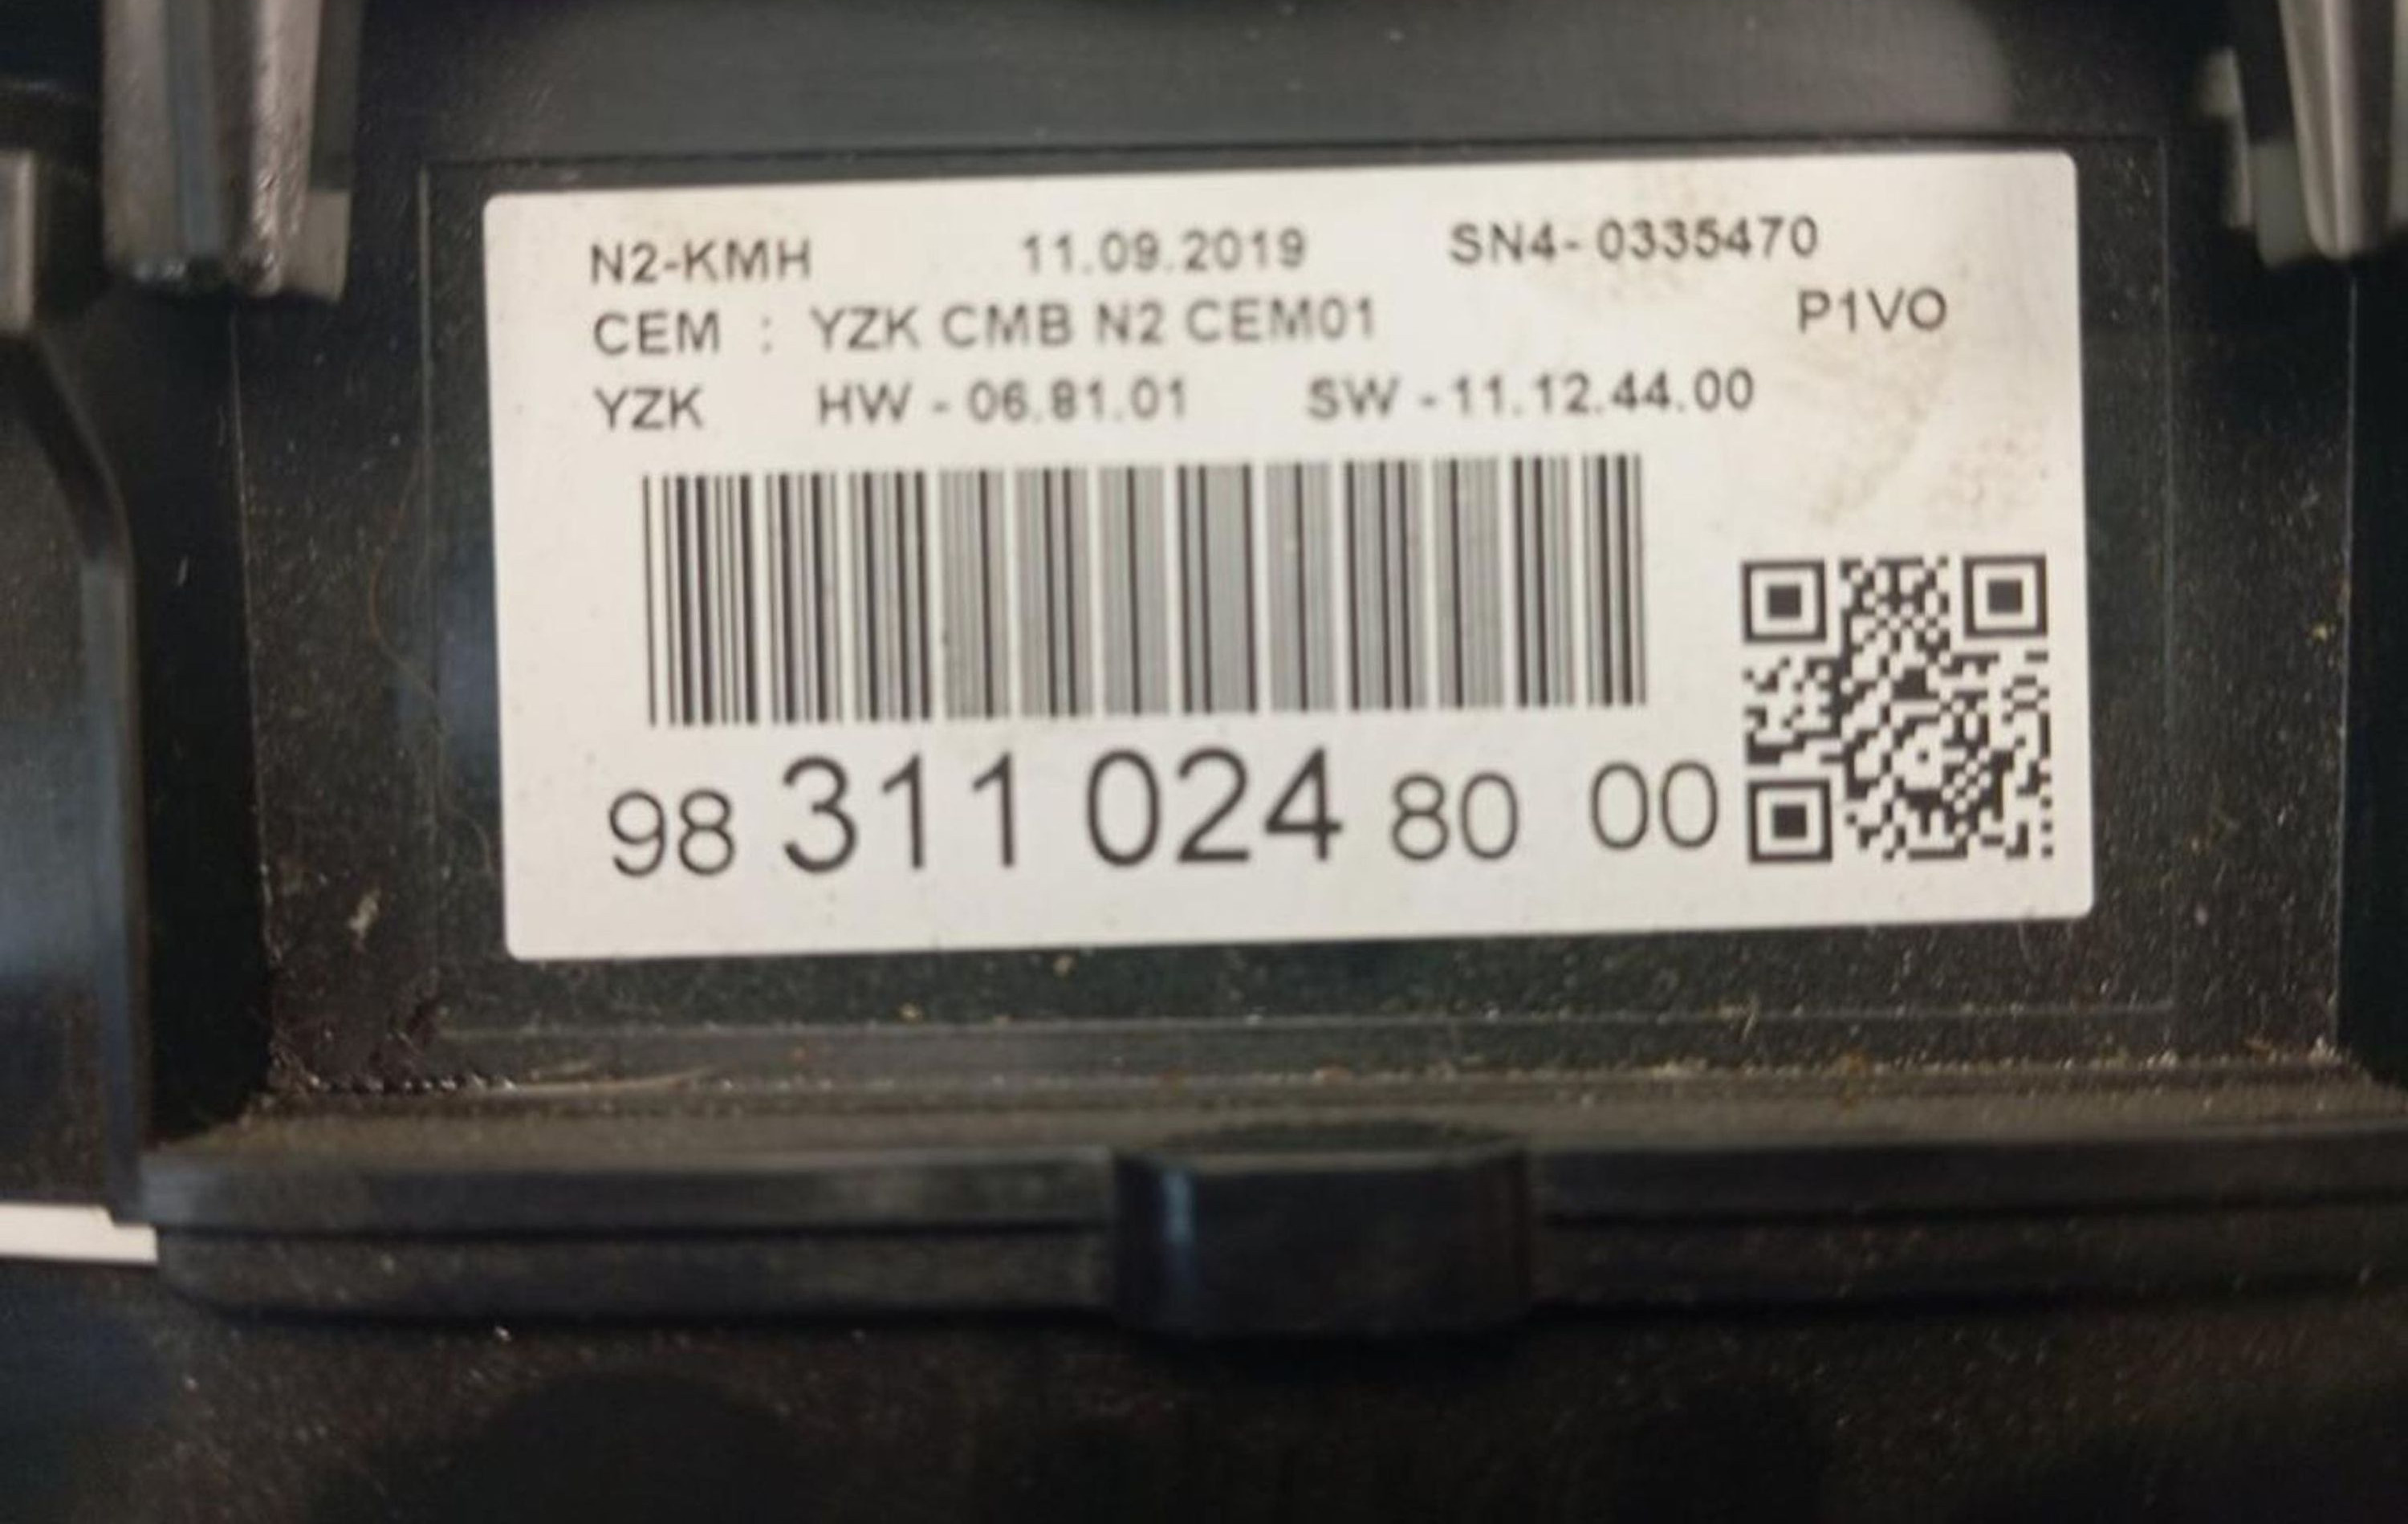 N2-KMH 11.09.2019 SN4-0335470
P1VO
CEM : YZK CMB N2 CEM01
YZK HW - 06.81.01 SW - 11.12.44.00
98 311 024 80 00